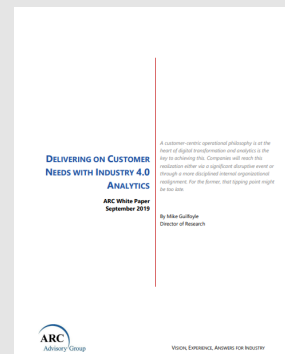 DELIVERING ON CUSTOMER
NEEDS WITH INDUSTRY 4.0
ANALYTICS
ARC White Paper
September 2019
A customer-centric operational philosophy is at the
heart of digital transformation and analytics is the
key to achieving this. Companies will reach this
realization either via a significant disruptive event or
through a more disciplined internal organizational
realignment. For the former, that tipping point might
be too late.
By Mike Guilfoyle
Director of Research
ARC
Advisory Group
VISION, EXPERIENCE, ANSWERS FOR INDUSTRY